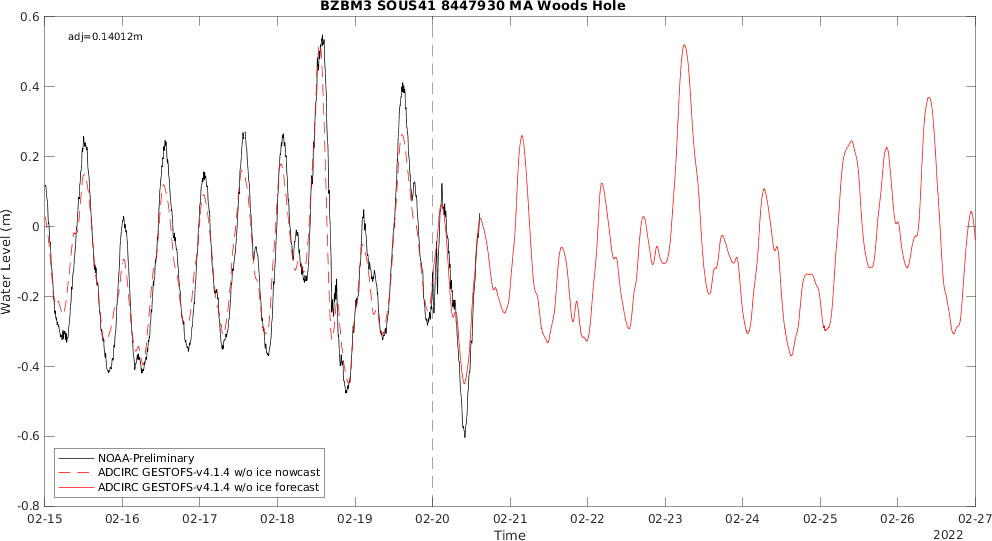 BZBM3 SOUS41 8447930 MA Woods Hole
adj=0.14012m
0.6
0.4
0.2
0
-0.2
-0.4
-0.6
-0.8
Water Level (m)
NOAA-Preliminary
ADCIRC GESTOFS-v4.1.4 w/o ice nowcast
ADCIRC GESTOFS-v4.1.4 w/o ice forecast
02-15 02-16 02-17 02-18 02-19 02-20 02-21 02-22 02-23 02-24 02-25 02-26 02-27
Time
2022